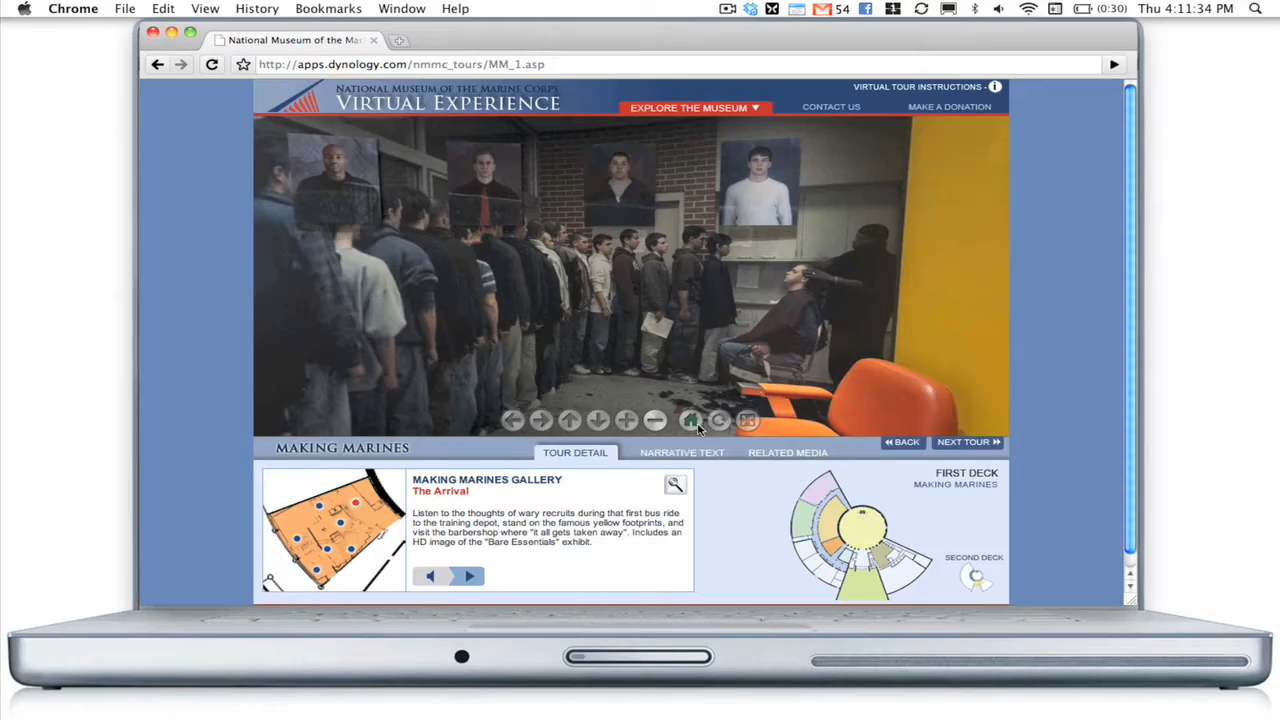 Chrome File Edit View History Bookmarks Window Help 54 (0:30) Thu 4:11:34 PM
National Museum of the Mar
http://apps.dynology.com/nmmc_tours/MM_1.asp
NATIONAL MUSEUM OF THE MARINE CORPS
VIRTUAL EXPERIENCE
VIRTUAL TOUR INSTRUCTIONS - i
EXPLORE THE MUSEUM ▼ CONTACT US MAKE A DONATION
MAKING MARINES
TOUR DETAIL NARRATIVE TEXT RELATED MEDIA
BACK NEXT TOUR
MAKING MARINES GALLERY
The Arrival
Listen to the thoughts of wary recruits during that first bus ride
to the training depot, stand on the famous yellow footprints, and
visit the barbershop where "it all gets taken away". Includes an
HD image of the "Bare Essentials" exhibit.
FIRST DECK
MAKING MARINES
SECOND DECK